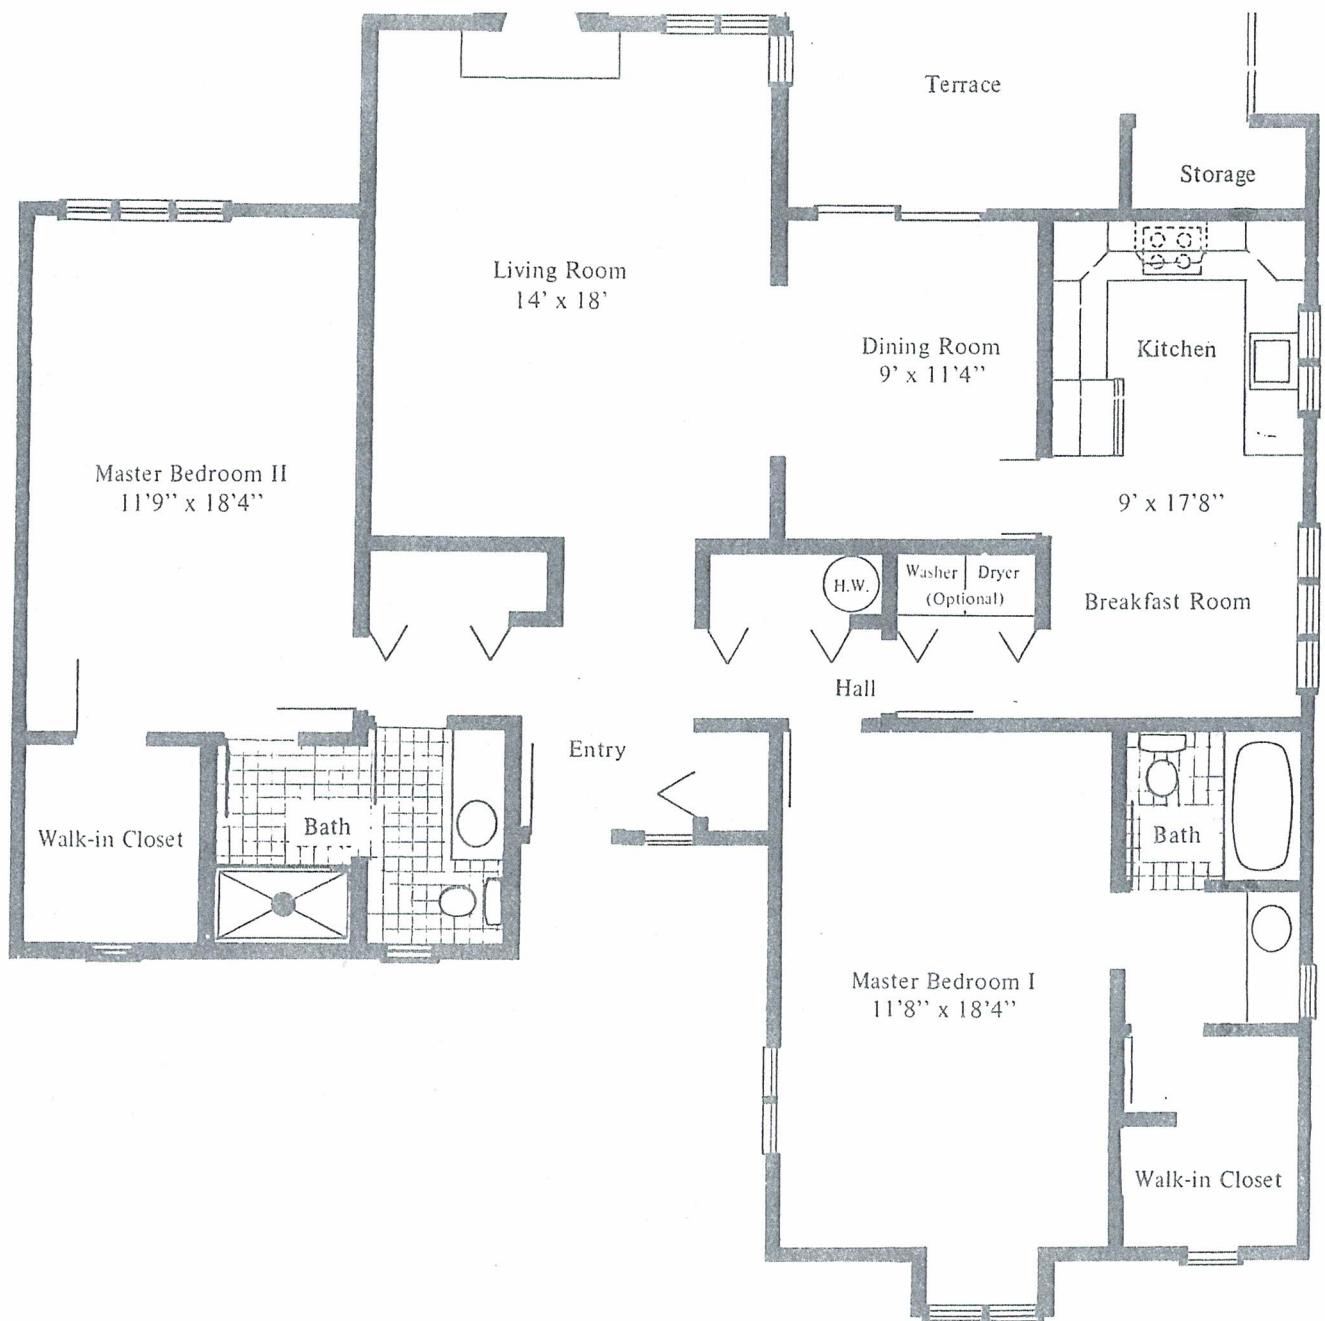 Terrace
Storage
Living Room
14' x 18'
Dining Room
9' x 11'4"
Kitchen
Master Bedroom II
11'9" x 18'4"
9' x 17'8"
H.W.
Washer Dryer
(Optional)
Breakfast Room
Hall
Entry
Walk-in Closet
Bath
Bath
Master Bedroom I
11'8" x 18'4"
Walk-in Closet